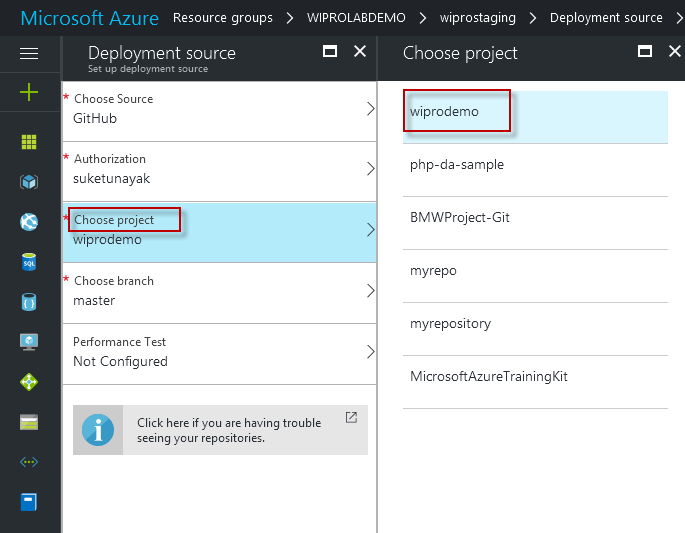 Microsoft Azure Resource groups > WIPROLABDEMO > wiprostaging > Deployment source >
Deployment source
Set up deployment source
* Choose Source
GitHub
* Authorization
suketunayak
* Choose project
wiprodemo
* Choose branch
master
Performance Test
Not Configured
Click here if you are having trouble
seeing your repositories.
Choose project
wiprodemo
php-da-sample
BMWProject-Git
myrepo
myrepository
MicrosoftAzureTrainingKit
SQL